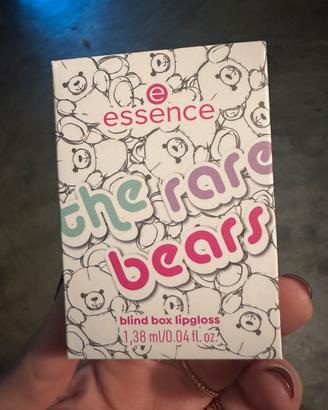 essence
the rare
bears
blind box lipgloss
1,38 ml/0.04 fl. oz.